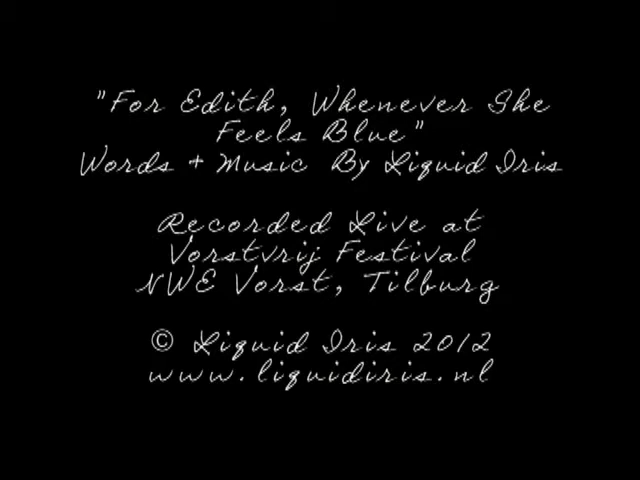 "For Edith, Whenever She
Feels Blue"
Words + Music By Liquid Iris
Recorded Live at
Vorstvrij Festival
NWE Vorst, Tilburg
© Liquid Iris 2012
www.liquidiris.nl